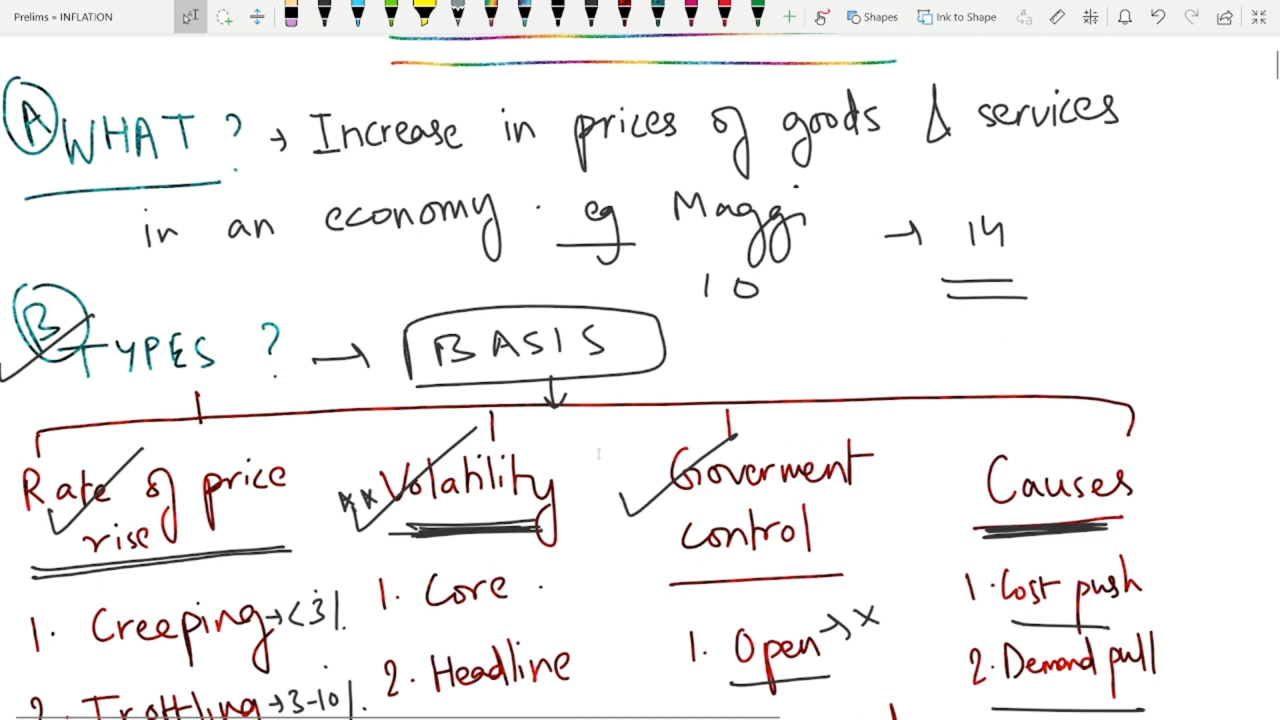 Prelims » INFLATION
Shapes
Ink to Shape
A WHAT? → Increase in prices of goods & services
in an economy. eg Maggi → 14
10
B TYPES? → BASIS
Rate of price rise
1. Creeping → <3%.
2. Trottling → 3-10%.
Volatility
1. Core
2. Headline
Goverment control
1. Open → x
Causes
1. Cost push
2. Demand pull